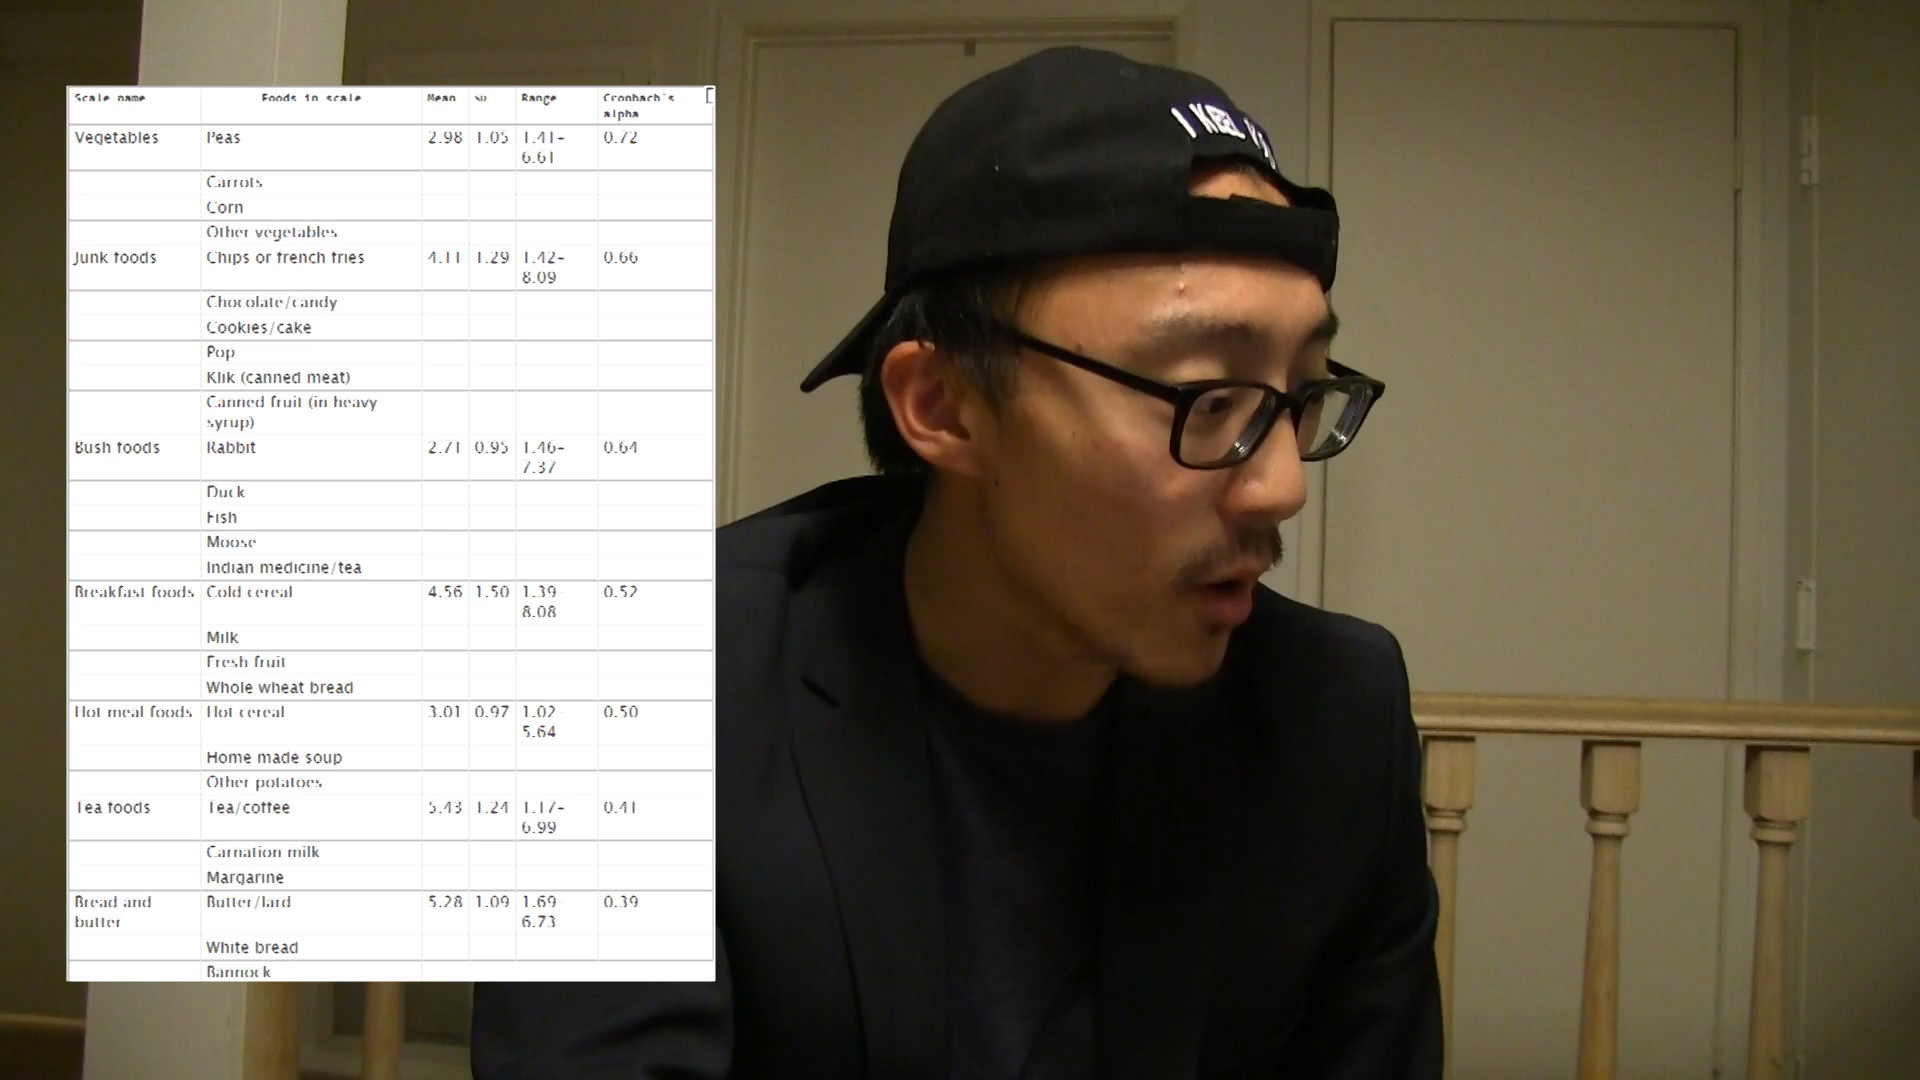 Scale name Foods in scale Mean SD Range Cronbach's alpha
Vegetables Peas 2.98 1.05 1.41-6.61 0.72
Carrots
Corn
Other vegetables
Junk foods Chips or french fries 4.11 1.29 1.42-8.09 0.66
Chocolate/candy
Cookies/cake
Pop
Klik (canned meat)
Canned fruit (in heavy syrup)
Bush foods Rabbit 2.71 0.95 1.46-7.37 0.64
Duck
Fish
Moose
Indian medicine/tea
Breakfast foods Cold cereal 4.56 1.50 1.39-8.08 0.52
Milk
Fresh fruit
Whole wheat bread
Hot meal foods Hot cereal 3.01 0.97 1.02-5.64 0.50
Home made soup
Other potatoes
Tea foods Tea/coffee 5.43 1.24 1.17-6.99 0.41
Carnation milk
Margarine
Bread and butter Butter/lard 5.28 1.09 1.69-6.73 0.39
White bread
Bannock
I KEEL